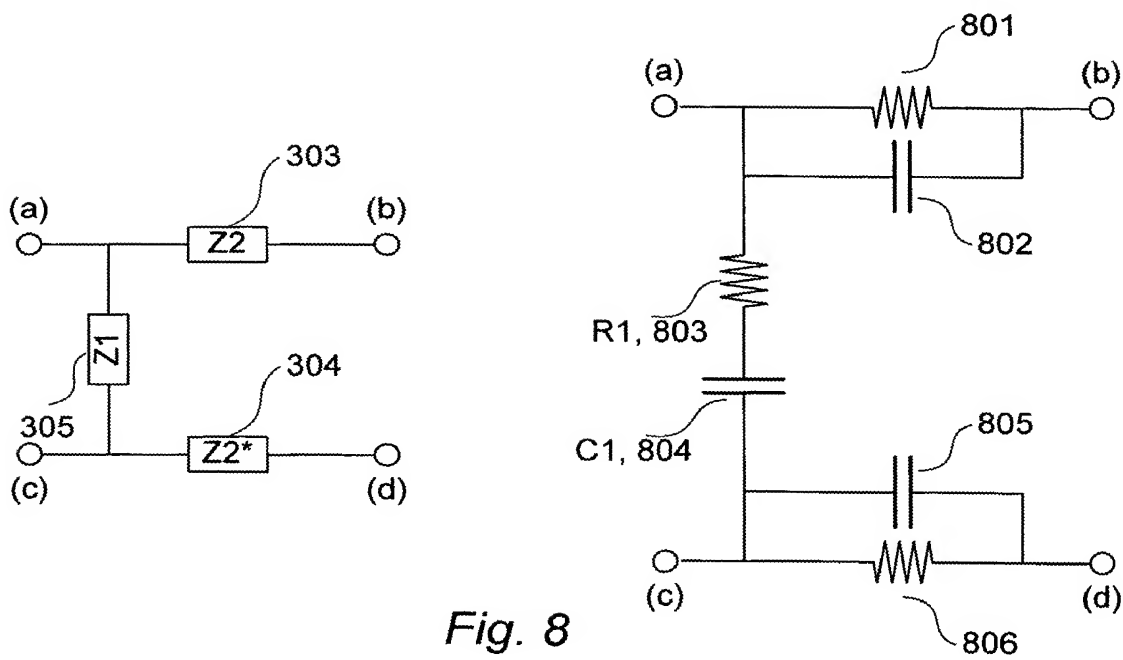 303
(a)
(b)
Z2
Z1
305
304
Z2*
(c)
(d)
801
(a)
(b)
802
R1, 803
C1, 804
805
(c)
(d)
806
Fig. 8